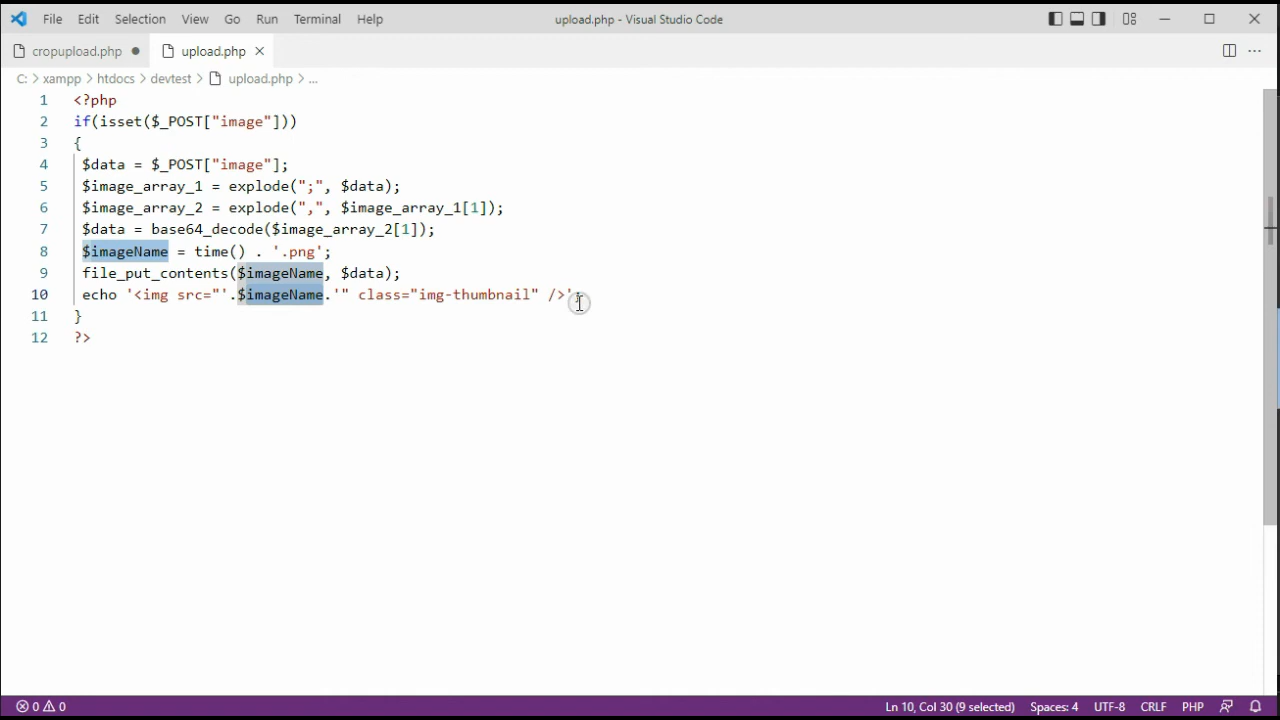 File Edit Selection View Go Run Terminal Help upload.php - Visual Studio Code
cropupload.php upload.php
C: > xampp > htdocs > devtest > upload.php > ...
1 <?php
2 if(isset($_POST["image"]))
3 {
4 $data = $_POST["image"];
5 $image_array_1 = explode(";", $data);
6 $image_array_2 = explode(",", $image_array_1[1]);
7 $data = base64_decode($image_array_2[1]);
8 $imageName = time() . '.png';
9 file_put_contents($imageName, $data);
10 echo '<img src="'.$imageName.'" class="img-thumbnail" />';
11 }
12 ?>
0 0 Ln 10, Col 30 (9 selected) Spaces: 4 UTF-8 CRLF PHP